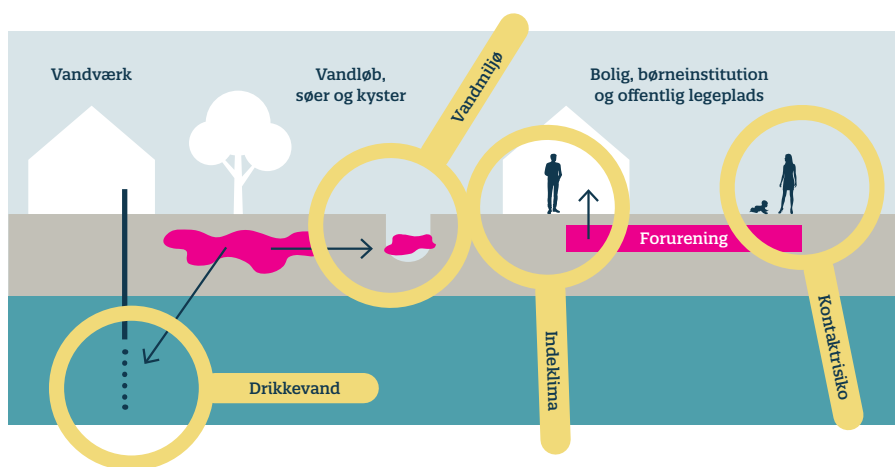 Vandværk
Vandløb,
søer og kyster
Vandmiljø
Bolig, børneinstitution
og offentlig legeplads
Forurening
Drikkevand
Indeklima
Kontaktrisiko